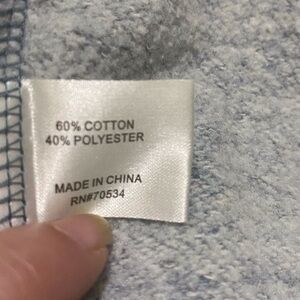 60% COTTON
40% POLYESTER
MADE IN CHINA
RN#70534